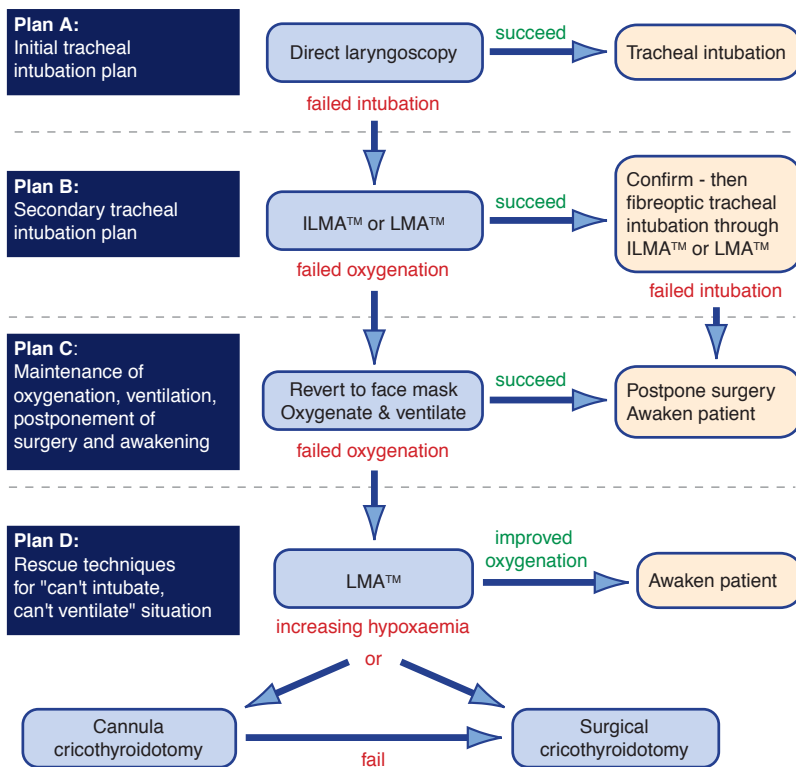 Plan A:
Initial tracheal
intubation plan
Direct laryngoscopy
succeed
Tracheal intubation
failed intubation
Plan B:
Secondary tracheal
intubation plan
ILMA™ or LMA™
succeed
Confirm - then
fibreoptic tracheal
intubation through
ILMA™ or LMA™
failed oxygenation
failed intubation
Plan C:
Maintenance of
oxygenation, ventilation,
postponement of
surgery and awakening
Revert to face mask
Oxygenate & ventilate
succeed
Postpone surgery
Awaken patient
failed oxygenation
Plan D:
Rescue techniques
for "can't intubate,
can't ventilate" situation
LMA™
improved
oxygenation
Awaken patient
increasing hypoxaemia
or
Cannula
cricothyroidotomy
fail
Surgical
cricothyroidotomy